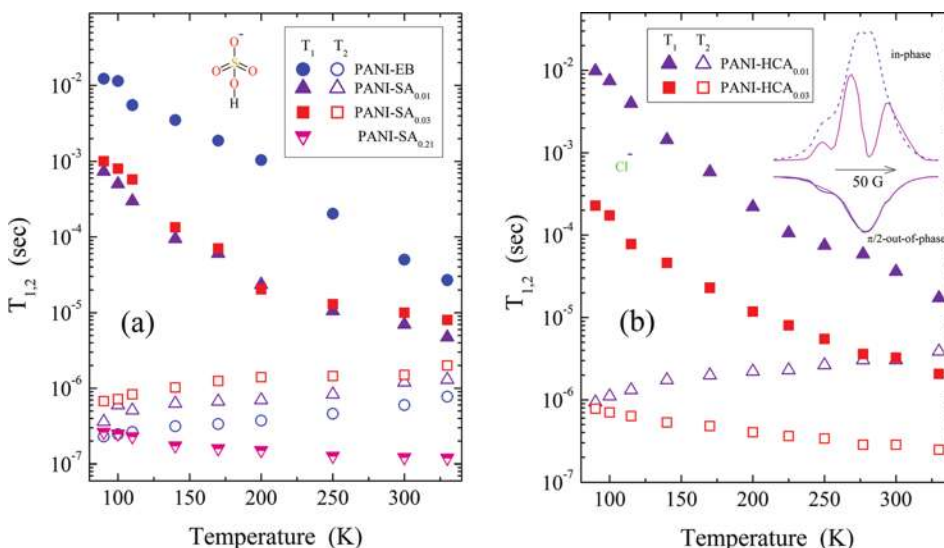 10⁻²
10⁻³
10⁻⁴
10⁻⁵
10⁻⁶
10⁻⁷
T₁,₂ (sec)
O⁻
O S O
O
H
T₁ T₂
PANI-EB
PANI-SA₀.₀₁
PANI-SA₀.₀₃
PANI-SA₀.₂₁
(a)
100 150 200 250 300
Temperature (K)
10⁻²
10⁻³
10⁻⁴
10⁻⁵
10⁻⁶
10⁻⁷
T₁,₂ (sec)
T₁ T₂
PANI-HCA₀.₀₁
PANI-HCA₀.₀₃
in-phase
50 G
π/2-out-of-phase
Cl⁻
(b)
100 150 200 250 300
Temperature (K)